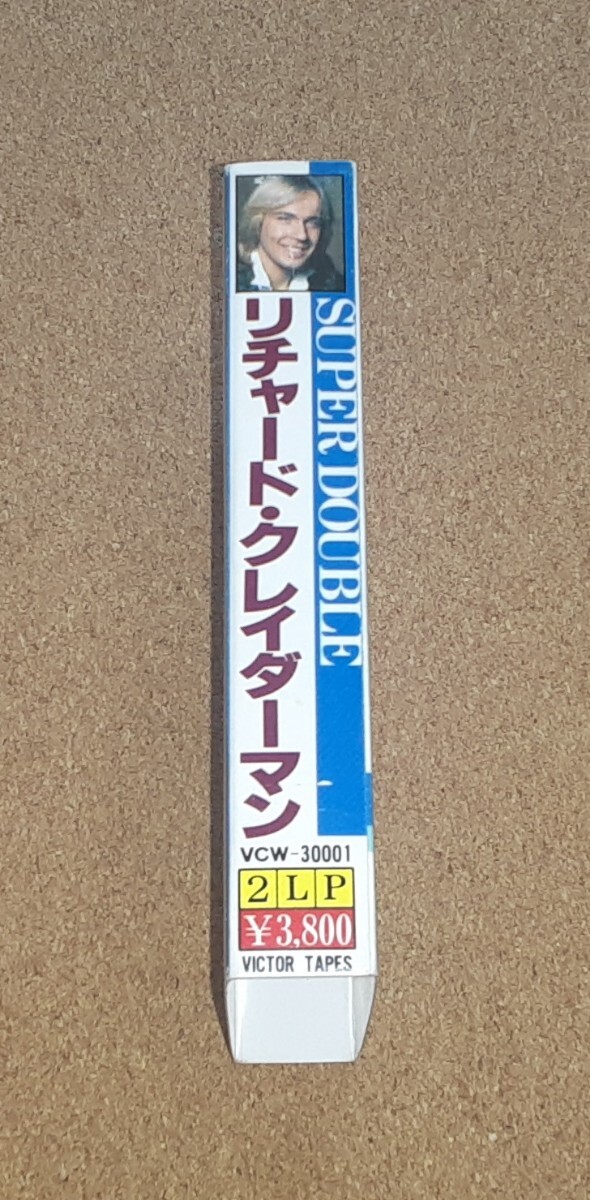 SUPER DOUBLE
リチャード・クレイダーマン
VCW-30001
2LP
¥3,800
VICTOR TAPES